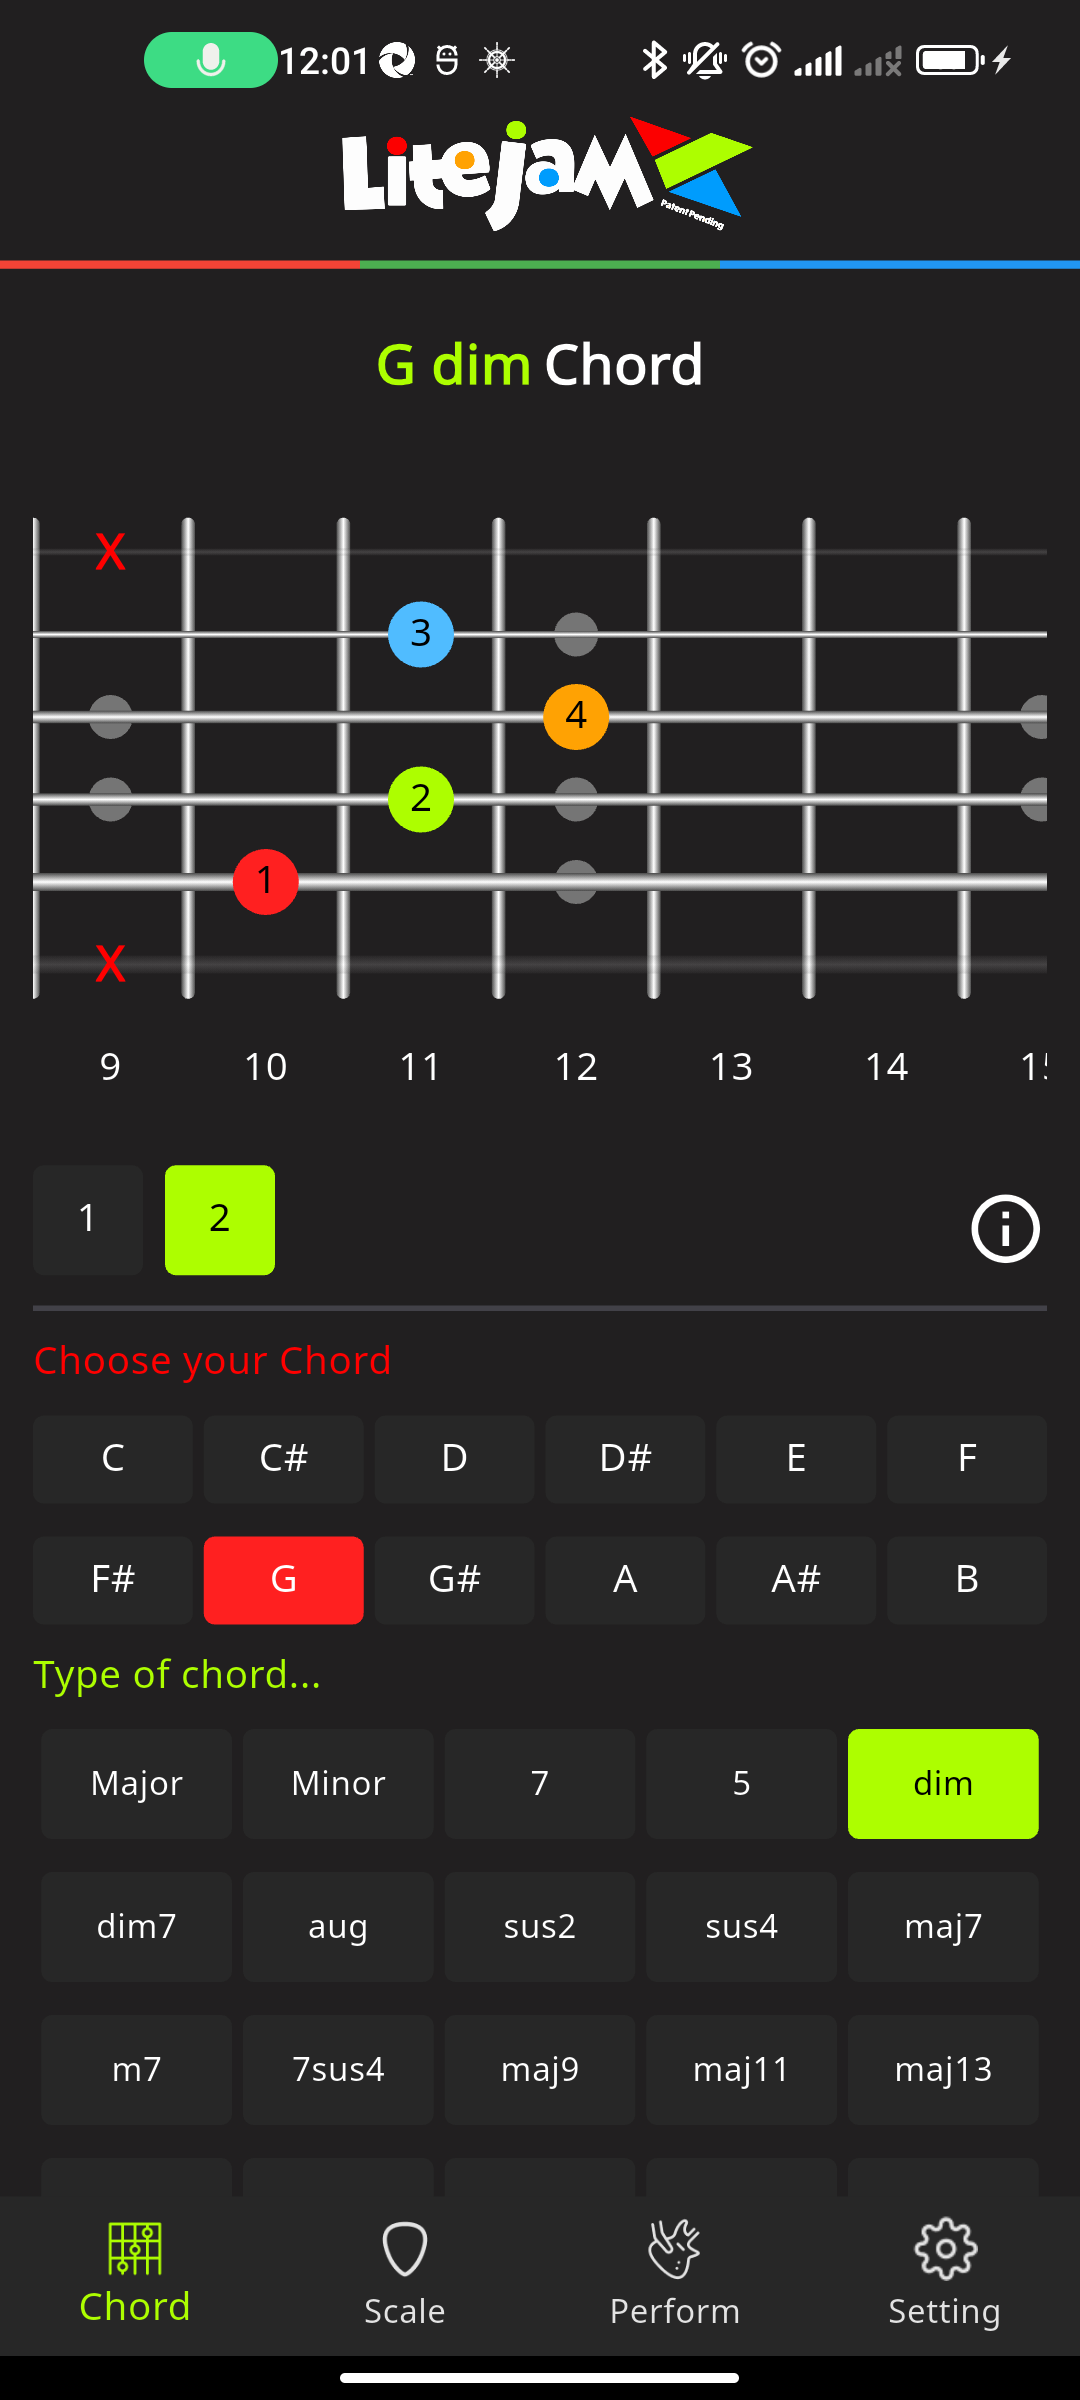 12:01
Litejam
Patent Pending
G dim Chord
X
3
4
2
1
X
9 10 11 12 13 14
1 2
Choose your Chord
C C# D D# E F
F# G G# A A# B
Type of chord...
Major Minor 7 5 dim
dim7 aug sus2 sus4 maj7
m7 7sus4 maj9 maj11 maj13
Chord Scale Perform Setting